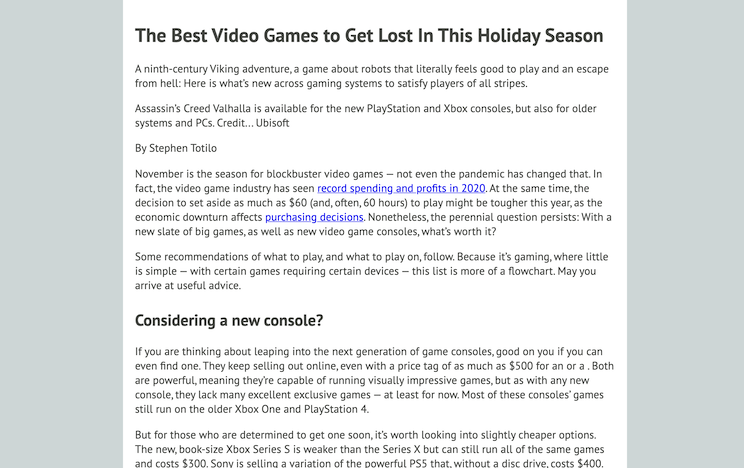 The Best Video Games to Get Lost In This Holiday Season
A ninth-century Viking adventure, a game about robots that literally feels good to play and an escape
from hell: Here is what's new across gaming systems to satisfy players of all stripes.
Assassin's Creed Valhalla is available for the new PlayStation and Xbox consoles, but also for older
systems and PCs. Credit... Ubisoft
By Stephen Totilo
November is the season for blockbuster video games — not even the pandemic has changed that. In
fact, the video game industry has seen record spending and profits in 2020. At the same time, the
decision to set aside as much as $60 (and, often, 60 hours) to play might be tougher this year, as the
economic downturn affects purchasing decisions. Nonetheless, the perennial question persists: With a
new slate of big games, as well as new video game consoles, what's worth it?
Some recommendations of what to play, and what to play on, follow. Because it's gaming, where little
is simple — with certain games requiring certain devices — this list is more of a flowchart. May you
arrive at useful advice.
Considering a new console?
If you are thinking about leaping into the next generation of game consoles, good on you if you can
even find one. They keep selling out online, even with a price tag of as much as $500 for an or a . Both
are powerful, meaning they're capable of running visually impressive games, but as with any new
console, they lack many excellent exclusive games — at least for now. Most of these consoles' games
still run on the older Xbox One and PlayStation 4.
But for those who are determined to get one soon, it's worth looking into slightly cheaper options.
The new, book-size Xbox Series S is weaker than the Series X but can still run all of the same games
and costs $300. Sony is selling a variation of the powerful PS5 that, without a disc drive, costs $400.